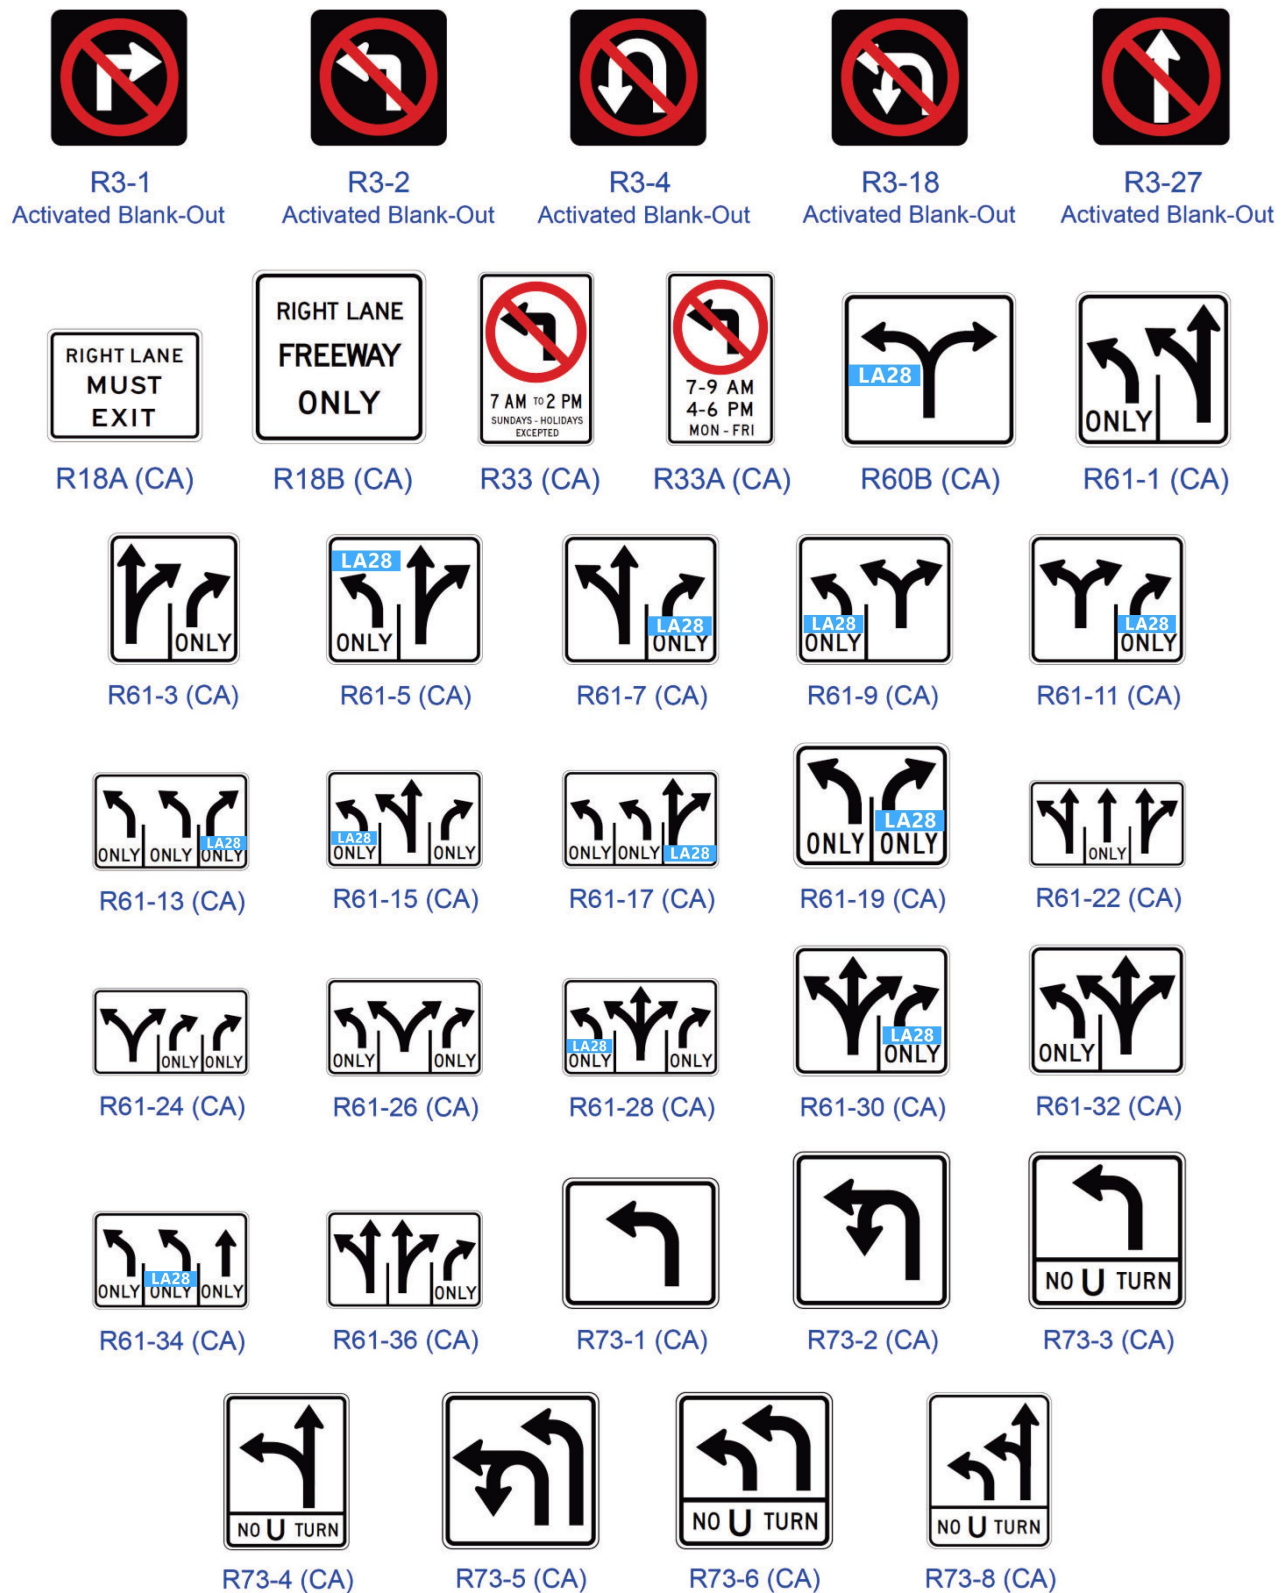 R3-1
Activated Blank-Out
R3-2
Activated Blank-Out
R3-4
Activated Blank-Out
R3-18
Activated Blank-Out
R3-27
Activated Blank-Out
RIGHT LANE
MUST
EXIT
R18A (CA)
RIGHT LANE
FREEWAY
ONLY
R18B (CA)
7 AM TO 2 PM
SUNDAYS - HOLIDAYS
EXCEPTED
R33 (CA)
7-9 AM
4-6 PM
MON - FRI
R33A (CA)
LA28
R60B (CA)
ONLY
R61-1 (CA)
ONLY
R61-3 (CA)
LA28
ONLY
R61-5 (CA)
LA28
ONLY
R61-7 (CA)
LA28
ONLY
R61-9 (CA)
LA28
ONLY
R61-11 (CA)
ONLY
ONLY
LA28
ONLY
R61-13 (CA)
LA28
ONLY
ONLY
R61-15 (CA)
ONLY
ONLY
LA28
R61-17 (CA)
ONLY
LA28
ONLY
R61-19 (CA)
ONLY
R61-22 (CA)
ONLY
ONLY
R61-24 (CA)
ONLY
ONLY
R61-26 (CA)
LA28
ONLY
ONLY
R61-28 (CA)
LA28
ONLY
R61-30 (CA)
ONLY
R61-32 (CA)
ONLY
LA28
ONLY
ONLY
R61-34 (CA)
ONLY
R61-36 (CA)
R73-1 (CA)
R73-2 (CA)
NO U TURN
R73-3 (CA)
NO U TURN
R73-4 (CA)
R73-5 (CA)
NO U TURN
R73-6 (CA)
NO U TURN
R73-8 (CA)